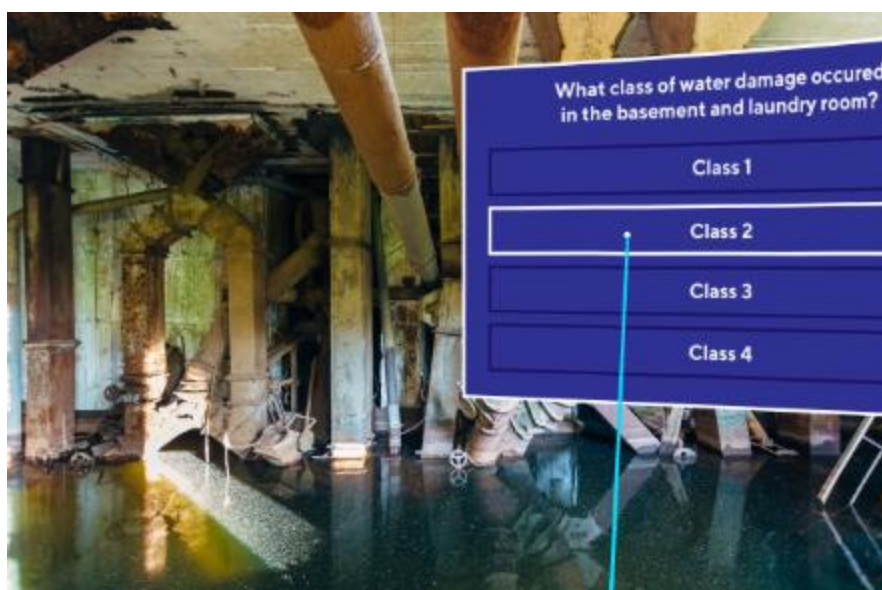 What class of water damage occured
in the basement and laundry room?
Class 1
Class 2
Class 3
Class 4